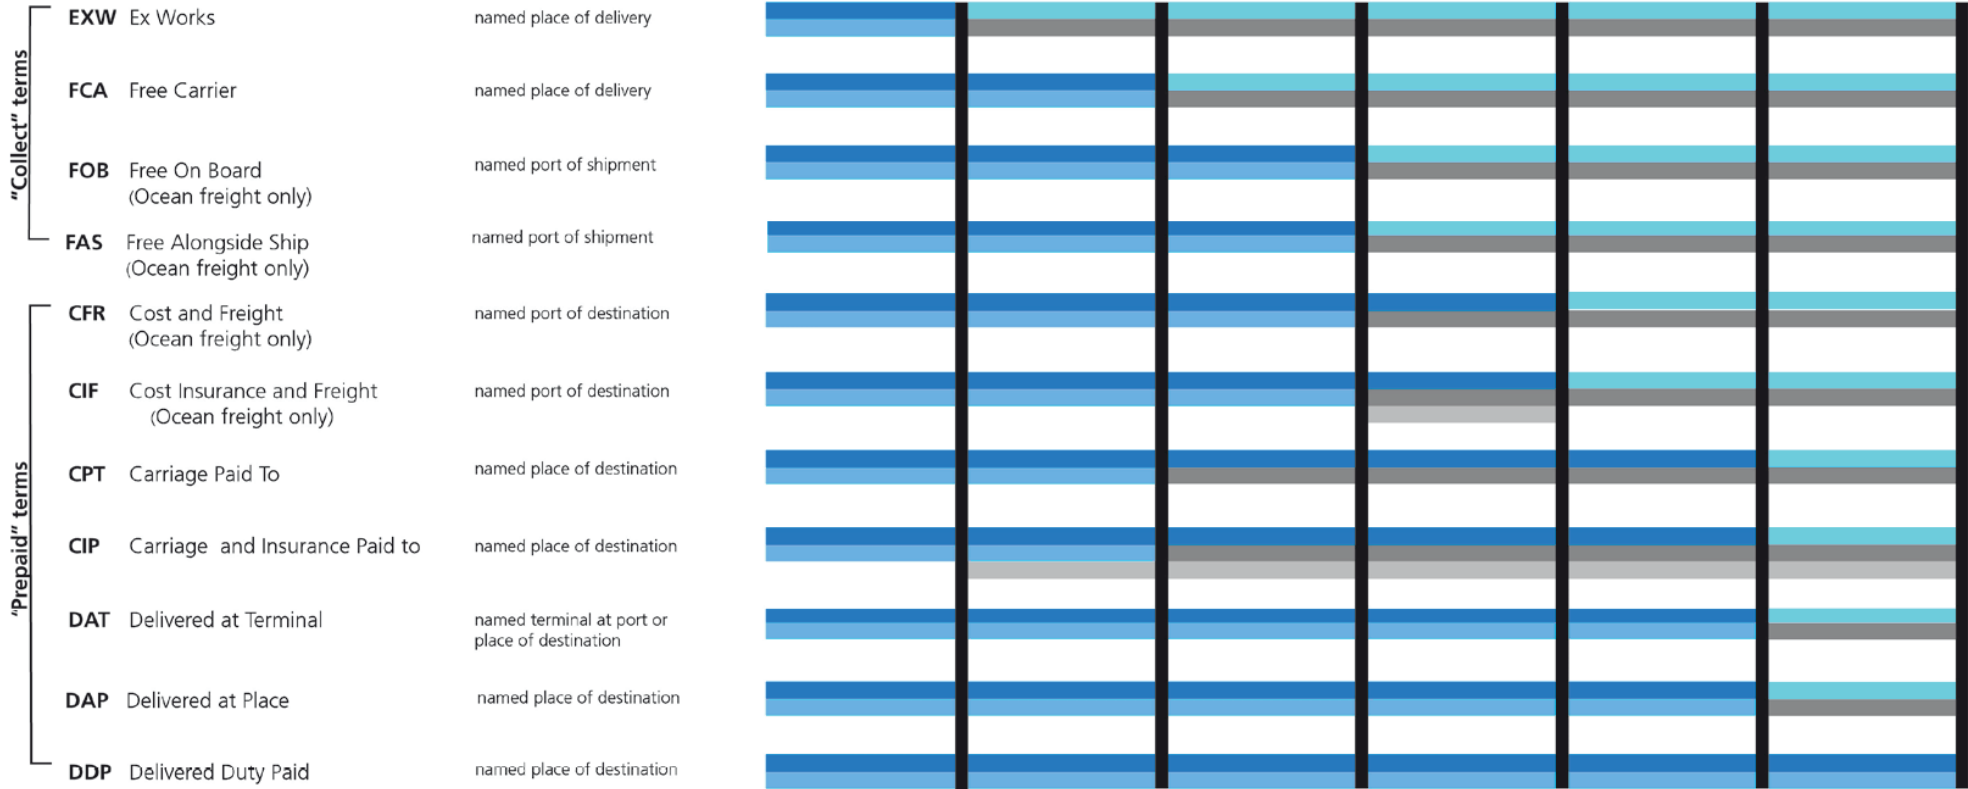 "Collect" terms
EXW Ex Works named place of delivery
FCA Free Carrier named place of delivery
FOB Free On Board named port of shipment
(Ocean freight only)
FAS Free Alongside Ship named port of shipment
(Ocean freight only)
"Prepaid" terms
CFR Cost and Freight named port of destination
(Ocean freight only)
CIF Cost Insurance and Freight named port of destination
(Ocean freight only)
CPT Carriage Paid To named place of destination
CIP Carriage and Insurance Paid to named place of destination
DAT Delivered at Terminal named terminal at port or
place of destination
DAP Delivered at Place named place of destination
DDP Delivered Duty Paid named place of destination